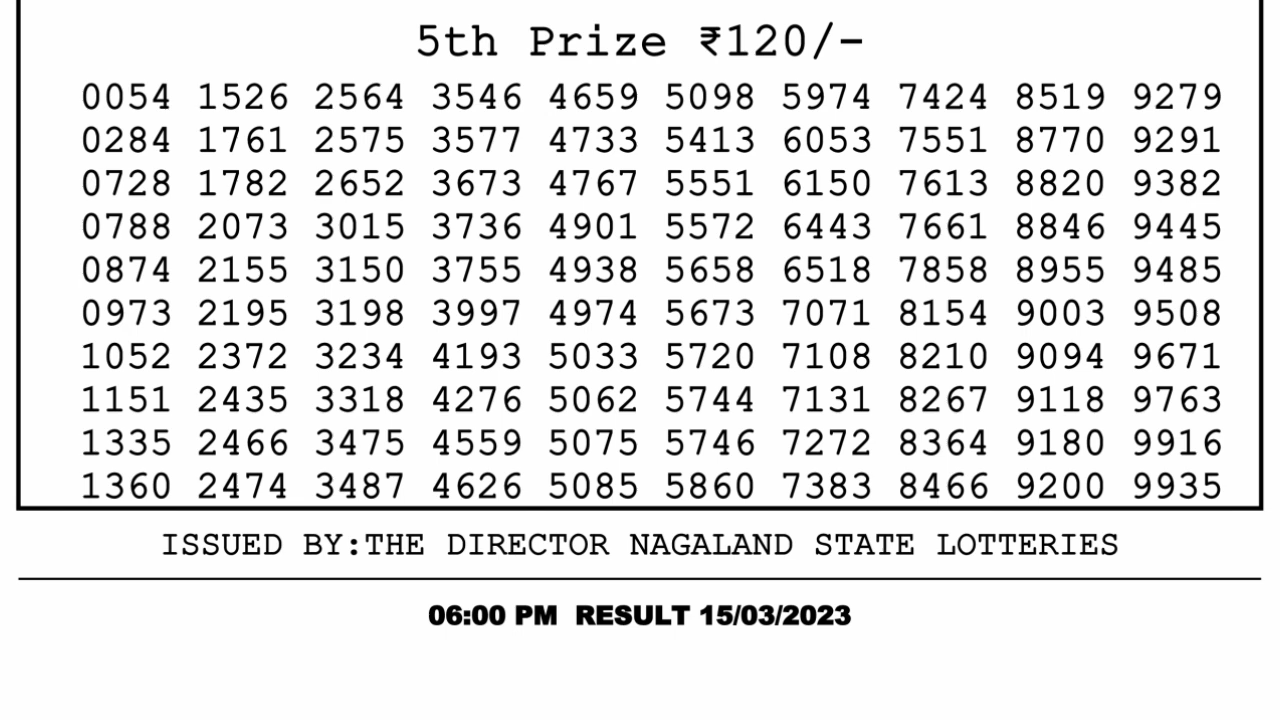 5th Prize ₹120/-
0054 1526 2564 3546 4659 5098 5974 7424 8519 9279
0284 1761 2575 3577 4733 5413 6053 7551 8770 9291
0728 1782 2652 3673 4767 5551 6150 7613 8820 9382
0788 2073 3015 3736 4901 5572 6443 7661 8846 9445
0874 2155 3150 3755 4938 5658 6518 7858 8955 9485
0973 2195 3198 3997 4974 5673 7071 8154 9003 9508
1052 2372 3234 4193 5033 5720 7108 8210 9094 9671
1151 2435 3318 4276 5062 5744 7131 8267 9118 9763
1335 2466 3475 4559 5075 5746 7272 8364 9180 9916
1360 2474 3487 4626 5085 5860 7383 8466 9200 9935
ISSUED BY:THE DIRECTOR NAGALAND STATE LOTTERIES
06:00 PM RESULT 15/03/2023